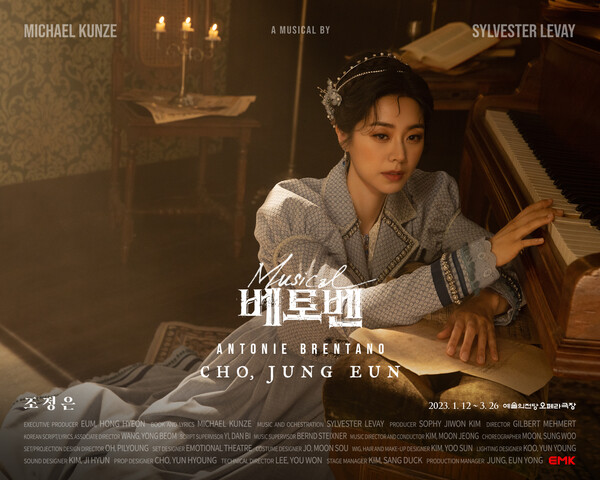 MICHAEL KUNZE
A MUSICAL BY
SYLVESTER LEVAY
Musical
베토벤
ANTONIE BRENTANO
CHO, JUNG EUN
조정은
2023. 1. 12 ~ 3. 26 예술의전당 오페라극장
EXECUTIVE PRODUCER EUM, HONG HYEON BOOK AND LYRICS MICHAEL KUNZE MUSIC AND ORCHESTRATION SYLVESTER LEVAY PRODUCER SOPHY JIWON KIM DIRECTOR GILBERT MEHMERT
KOREAN SCRIPT/LYRICS, ASSOCIATE DIRECTOR WANG, YONG BEOM SCRIPT SUPERVISOR YI, DAN BI MUSIC SUPERVISOR BERND STEIXNER MUSIC DIRECTOR AND CONDUCTOR KIM, MOON JEONG CHOREOGRAPHER MOON, SUNG WOO
SET/PROJECTION DESIGN DIRECTOR OH, PILYOUNG SET DESIGNER EMOTIONAL THEATRE COSTUME DESIGNER JO, MOON SOU WIG, HAIR AND MAKE-UP DESIGNER KIM, YOO SUN LIGHTING DESIGNER KOO, YUN YOUNG
SOUND DESIGNER KIM, JI HYUN PROP DESIGNER CHO, YUN HYOUNG TECHNICAL DIRECTOR LEE, YOU WON STAGE MANAGER KIM, SANG DUCK PRODUCTION MANAGER JUNG, EUN YONG EMK